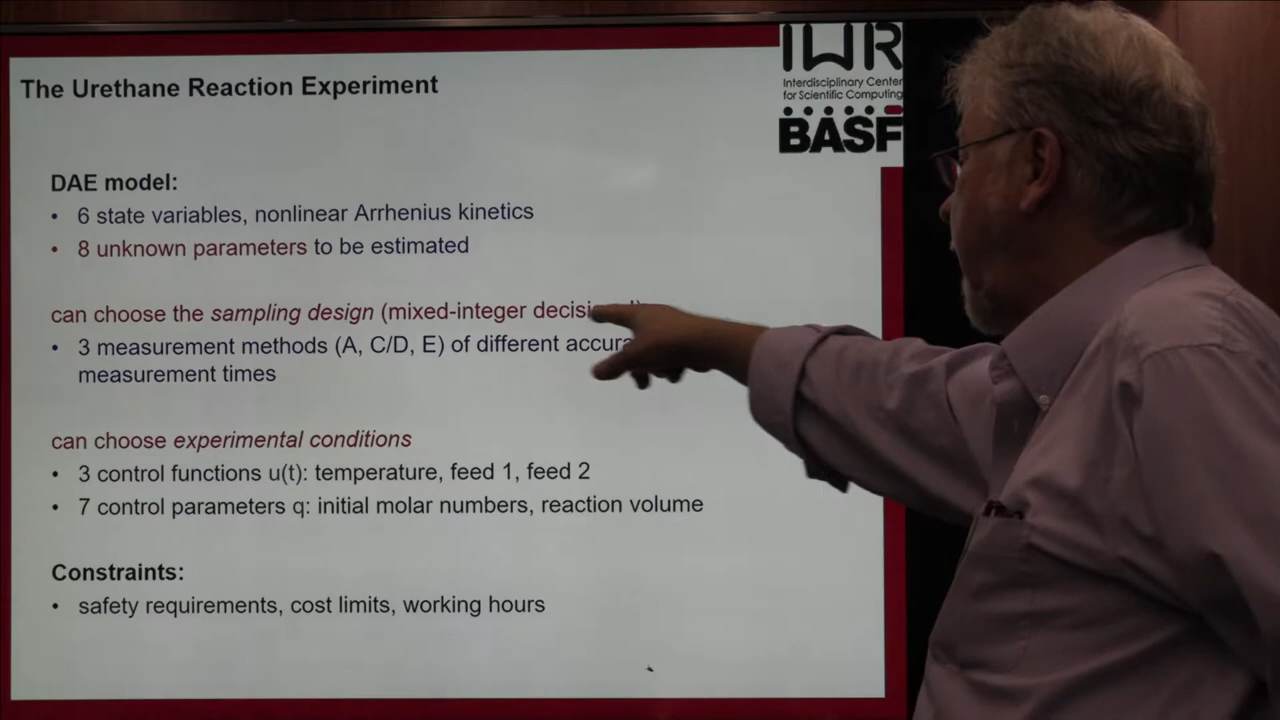 IWR
Interdisciplinary Center
for Scientific Computing
BASF
The Urethane Reaction Experiment
DAE model:
• 6 state variables, nonlinear Arrhenius kinetics
• 8 unknown parameters to be estimated
can choose the sampling design (mixed-integer
• 3 measurement methods (A, C/D, E) of different
measurement times
can choose experimental conditions
• 3 control functions u(t): temperature, feed 1, feed 2
• 7 control parameters q: initial molar numbers, reaction volume
Constraints:
• safety requirements, cost limits, working hours